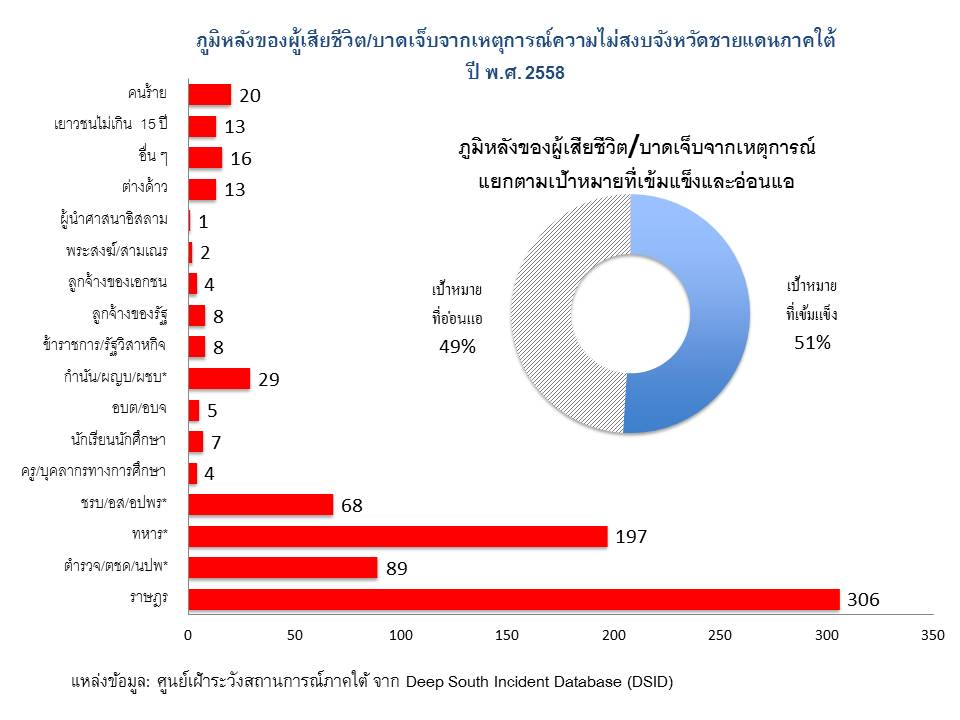 ภูมิหลังของผู้เสียชีวิต/บาดเจ็บจากเหตุการณ์ความไม่สงบจังหวัดชายแดนภาคใต้
ปี พ.ศ. 2558
คนร้าย 20
เยาวชนไม่เกิน 15 ปี 13
อื่น ๆ 16
ต่างด้าว 13
ผู้นำศาสนาอิสลาม 1
พระสงฆ์/สามเณร 2
ลูกจ้างของเอกชน 4
ลูกจ้างของรัฐ 8
ข้าราชการ/รัฐวิสาหกิจ 8
กำนัน/ผญบ/ผชบ* 29
อบต/อบจ 5
นักเรียนนักศึกษา 7
ครู/บุคลากรทางการศึกษา 4
ชรบ/อส/อปพร* 68
ทหาร* 197
ตำรวจ/ตชด/นปพ* 89
ราษฎร 306
0 50 100 150 200 250 300 350
ภูมิหลังของผู้เสียชีวิต/บาดเจ็บจากเหตุการณ์
แยกตามเป้าหมายที่เข้มแข็งและอ่อนแอ
เป้าหมาย
ที่อ่อนแอ
49%
เป้าหมาย
ที่เข้มแข็ง
51%
แหล่งข้อมูล: ศูนย์เฝ้าระวังสถานการณ์ภาคใต้ จาก Deep South Incident Database (DSID)